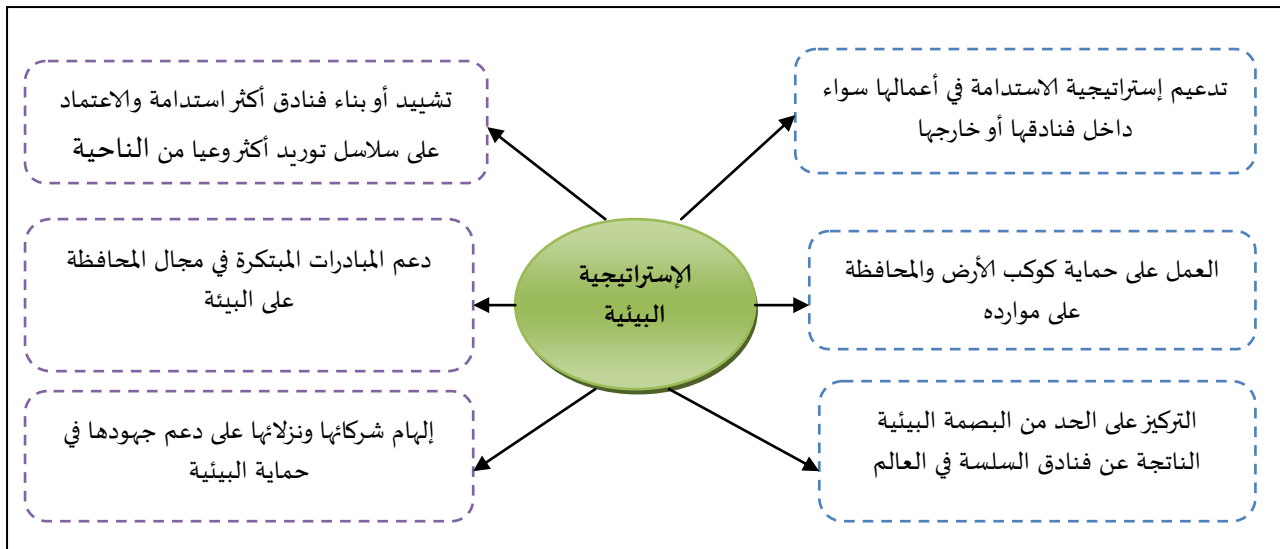 تدعيم إستراتيجية الاستدامة في أعمالها سواء
داخل فنادقها أو خارجها
تشييد أو بناء فنادق أكثر استدامة والاعتماد
على سلاسل توريد أكثر وعيا من الناحية
الإستراتيجية
البيئية
العمل على حماية كوكب الأرض والمحافظة
على موارده
دعم المبادرات المبتكرة في مجال المحافظة
على البيئة
التركيز على الحد من البصمة البيئية
الناتجة عن فنادق السلسة في العالم
إلهام شركائها ونزلائها على دعم جهودها في
حماية البيئية